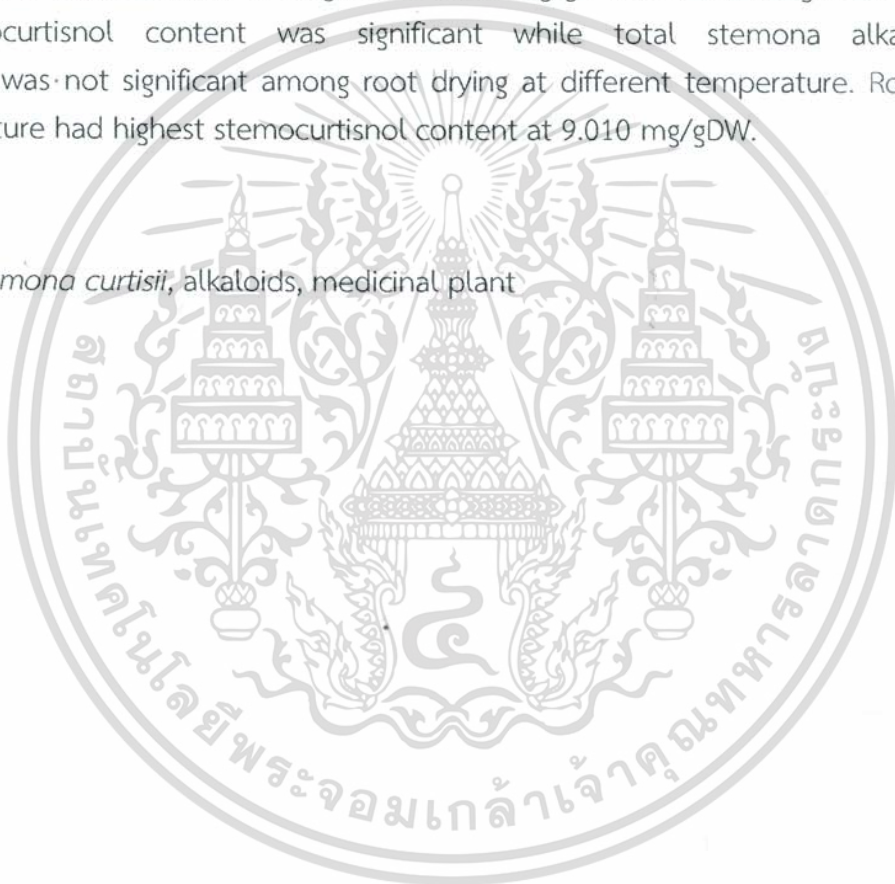 ocurtisnol content was significant while total stemona alka
was not significant among root drying at different temperature. Ro
ture had highest stemocurtisnol content at 9.010 mg/gDW.
mona curtisii, alkaloids, medicinal plant
สถาบันเทคโนโลยีพระจอมเกล้าเจ้าคุณทหารลาดกระบัง